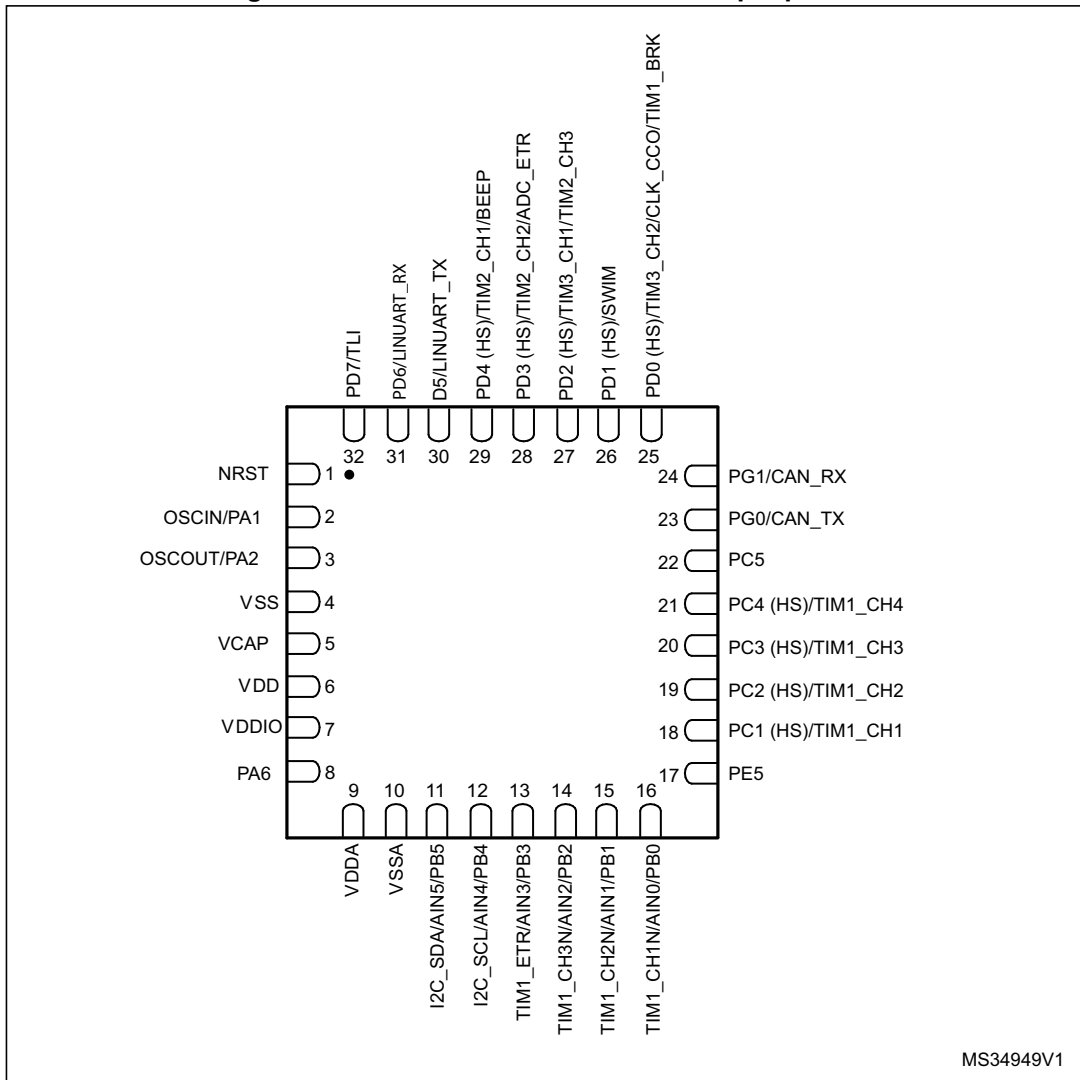 PD7/TLI
PD6/LINUART_RX
D5/LINUART_TX
PD4 (HS)/TIM2_CH1/BEEP
PD3 (HS)/TIM2_CH2/ADC_ETR
PD2 (HS)/TIM3_CH1/TIM2_CH3
PD1 (HS)/SWIM
PD0 (HS)/TIM3_CH2/CLK_CCO/TIM1_BRK
32 31 30 29 28 27 26 25
NRST 1
OSCIN/PA1 2
OSCOUT/PA2 3
VSS 4
VCAP 5
VDD 6
VDDIO 7
PA6 8
24 PG1/CAN_RX
23 PG0/CAN_TX
22 PC5
21 PC4 (HS)/TIM1_CH4
20 PC3 (HS)/TIM1_CH3
19 PC2 (HS)/TIM1_CH2
18 PC1 (HS)/TIM1_CH1
17 PE5
9 10 11 12 13 14 15 16
VDDA
VSSA
I2C_SDA/AIN5/PB5
I2C_SCL/AIN4/PB4
TIM1_ETR/AIN3/PB3
TIM1_CH3N/AIN2/PB2
TIM1_CH2N/AIN1/PB1
TIM1_CH1N/AIN0/PB0
MS34949V1